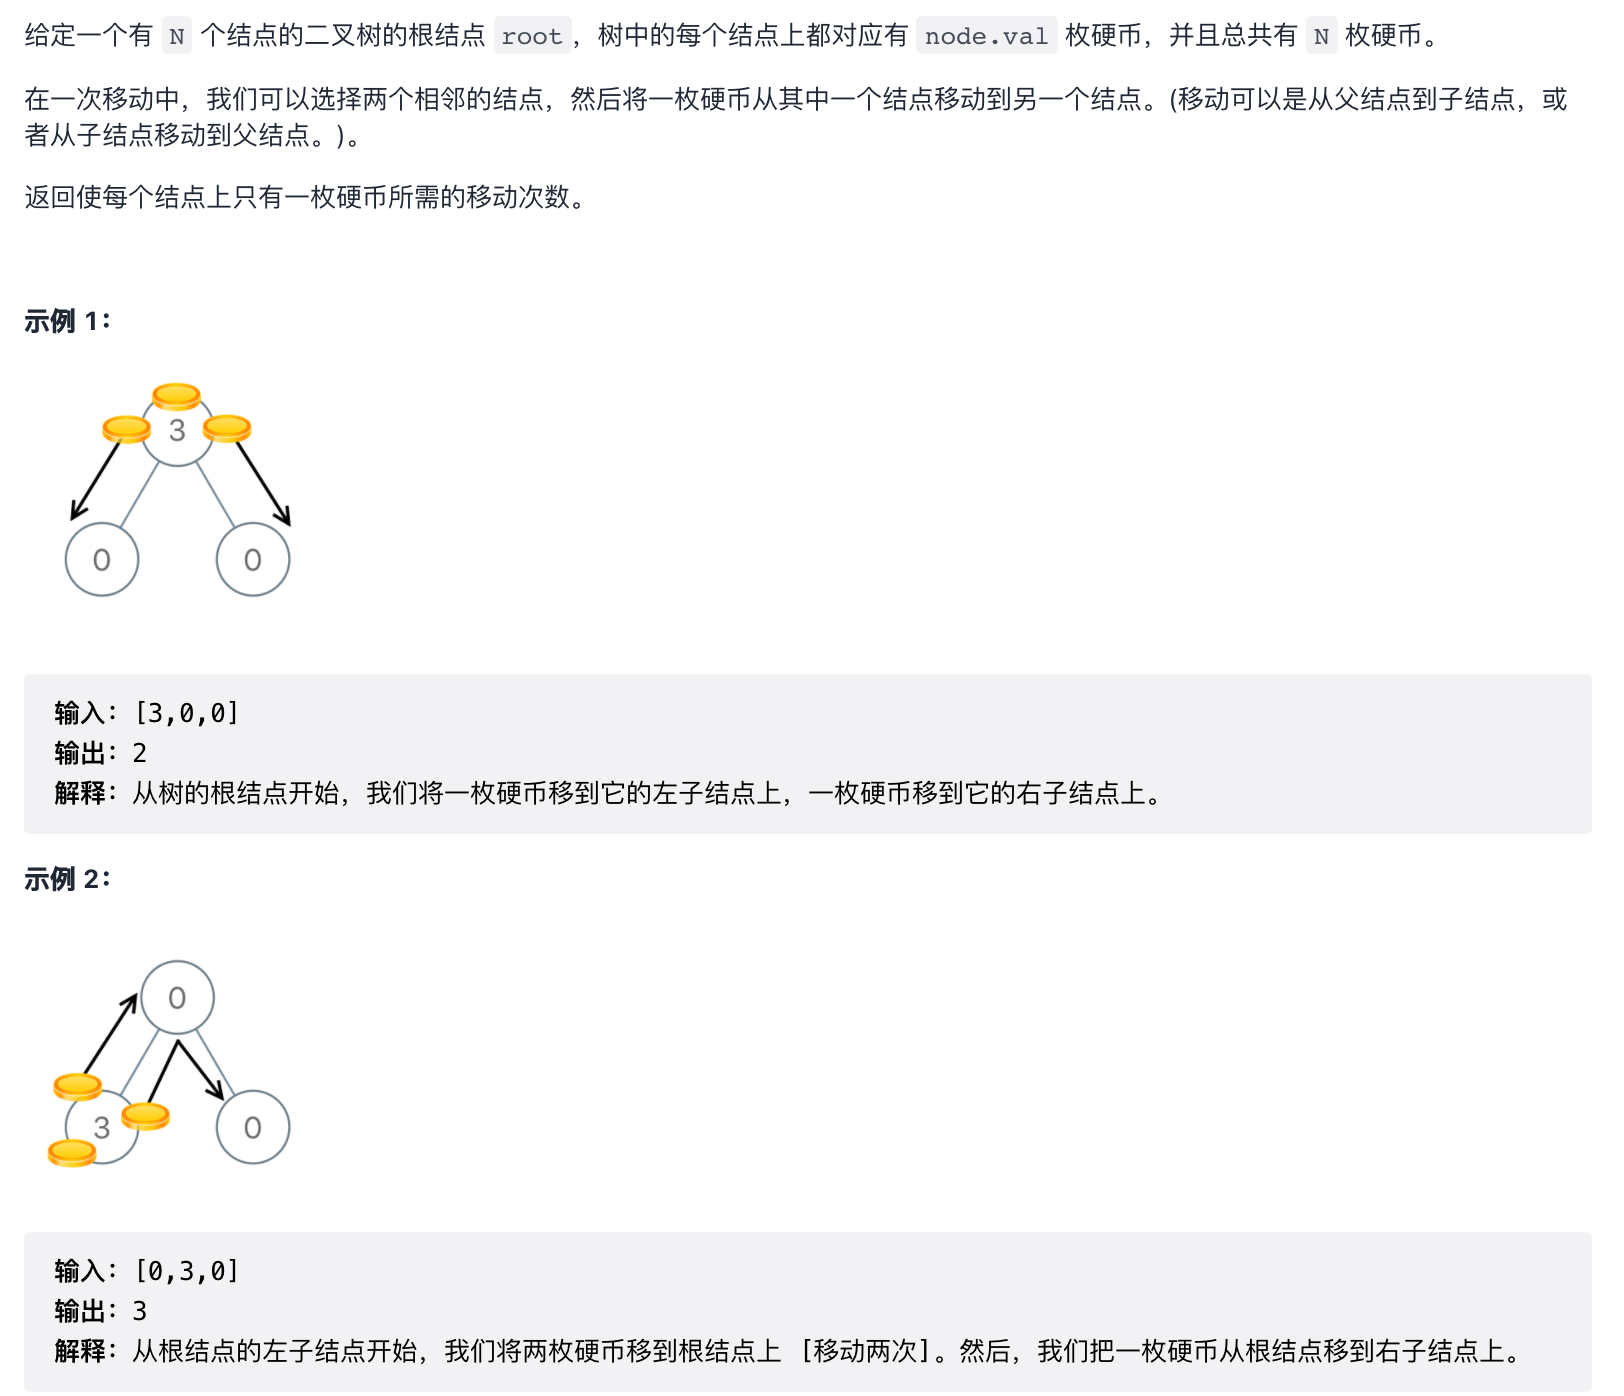 给定一个有 N 个结点的二叉树的根结点 root，树中的每个结点上都对应有 node.val 枚硬币，并且总共有 N 枚硬币。
在一次移动中，我们可以选择两个相邻的结点，然后将一枚硬币从其中一个结点移动到另一个结点。(移动可以是从父结点到子结点，或
者从子结点移动到父结点。)。
返回使每个结点上只有一枚硬币所需的移动次数。
示例 1：
3
0 0
输入：[3,0,0]
输出：2
解释：从树的根结点开始，我们将一枚硬币移到它的左子结点上，一枚硬币移到它的右子结点上。
示例 2：
0
3 0
输入：[0,3,0]
输出：3
解释：从根结点的左子结点开始，我们将两枚硬币移到根结点上 [移动两次]。然后，我们把一枚硬币从根结点移到右子结点上。